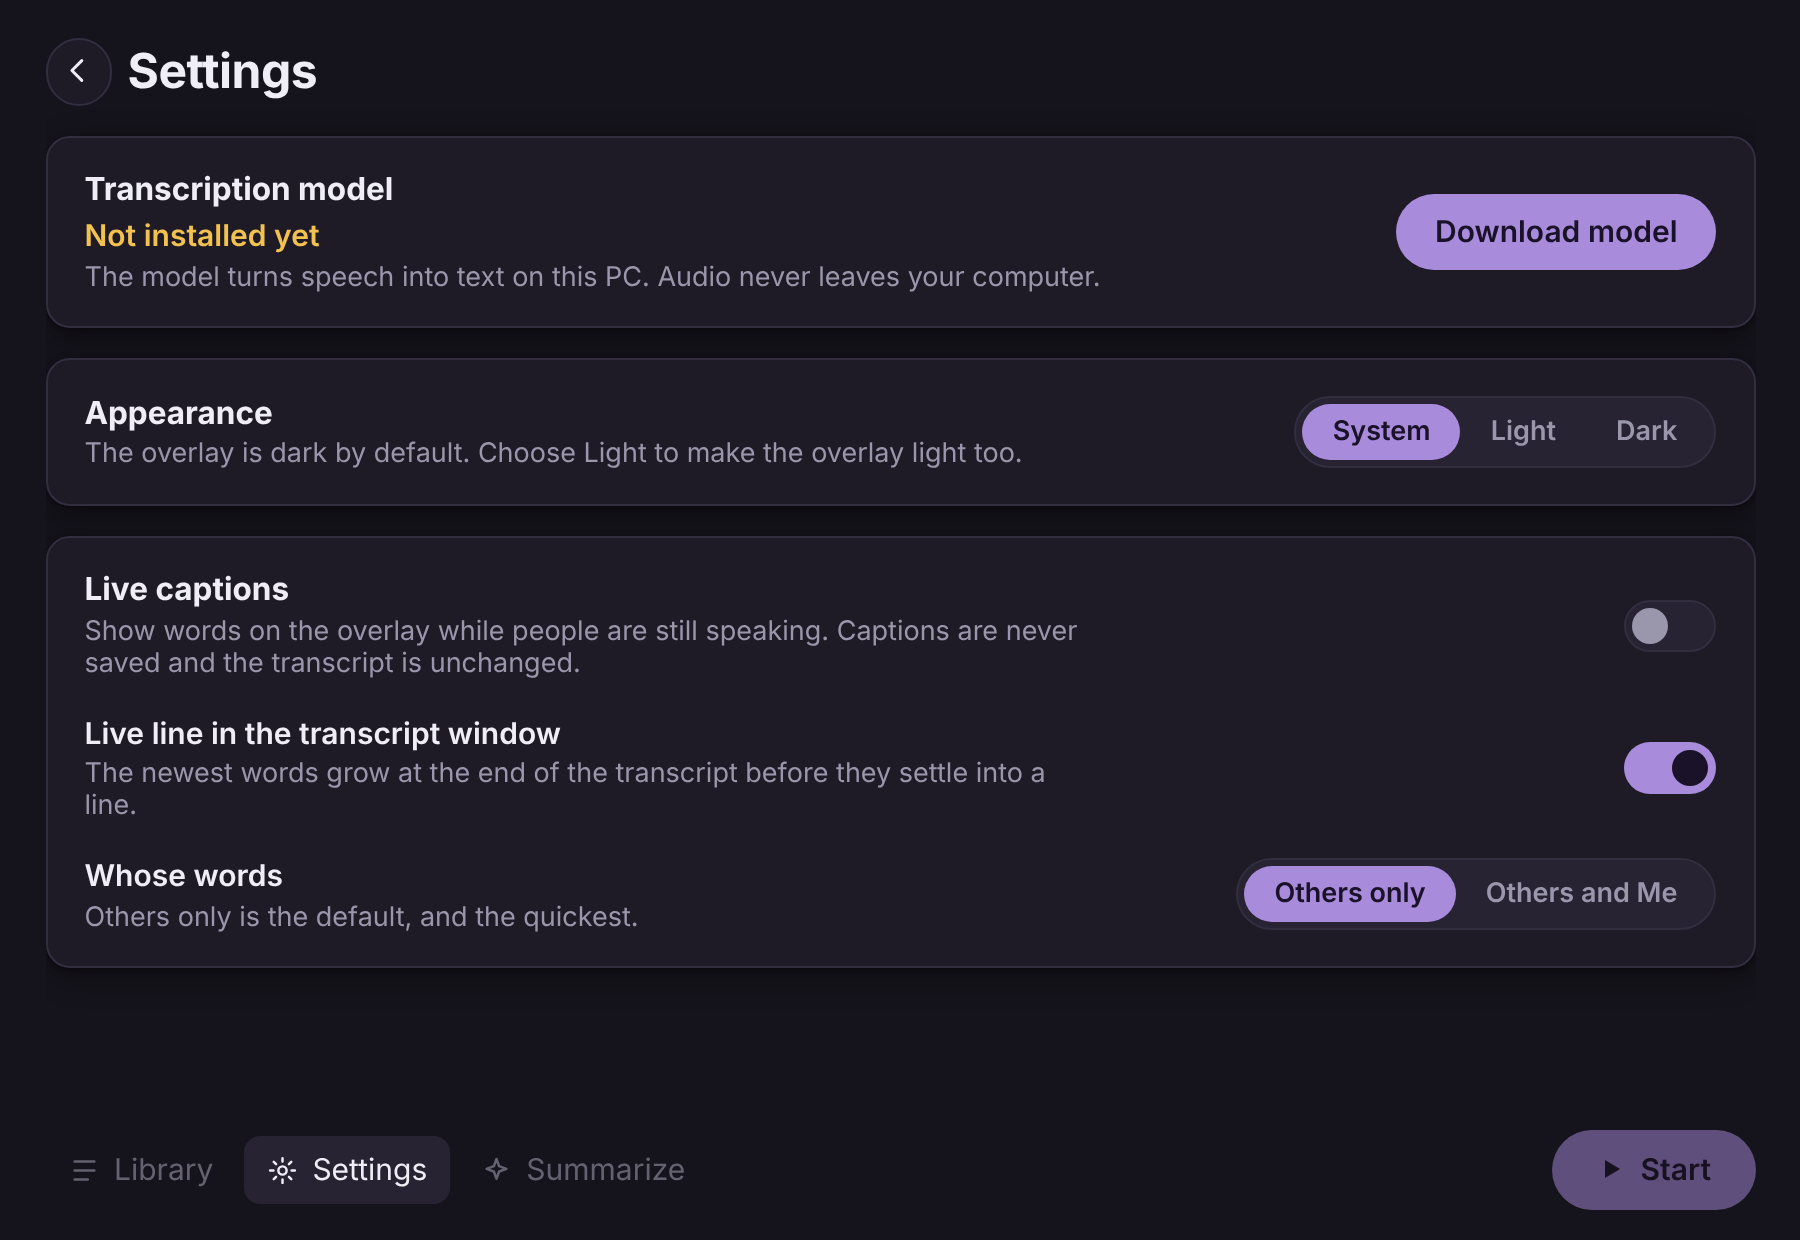 Settings
Transcription model
Not installed yet
The model turns speech into text on this PC. Audio never leaves your computer.
Download model
Appearance
The overlay is dark by default. Choose Light to make the overlay light too.
System Light Dark
Live captions
Show words on the overlay while people are still speaking. Captions are never
saved and the transcript is unchanged.
Live line in the transcript window
The newest words grow at the end of the transcript before they settle into a
line.
Whose words
Others only is the default, and the quickest.
Others only Others and Me
Library Settings Summarize Start